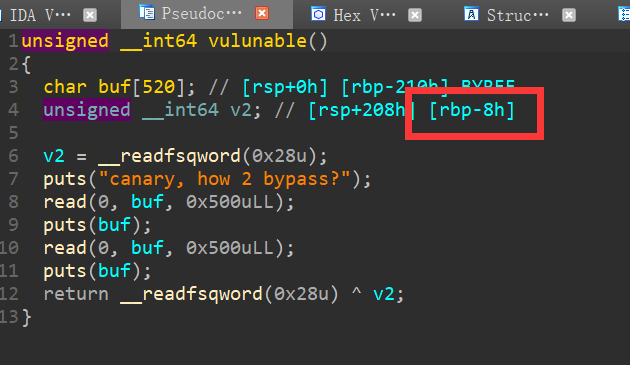 IDA V⋯ Pseudoc⋯ Hex V⋯ Struc⋯
1 unsigned __int64 vulunable()
2 {
3 char buf[520]; // [rsp+0h] [rbp-210h] BYREF
4 unsigned __int64 v2; // [rsp+208h] [rbp-8h]
5
6 v2 = __readfsqword(0x28u);
7 puts("canary, how 2 bypass?");
8 read(0, buf, 0x500uLL);
9 puts(buf);
10 read(0, buf, 0x500uLL);
11 puts(buf);
12 return __readfsqword(0x28u) ^ v2;
13 }